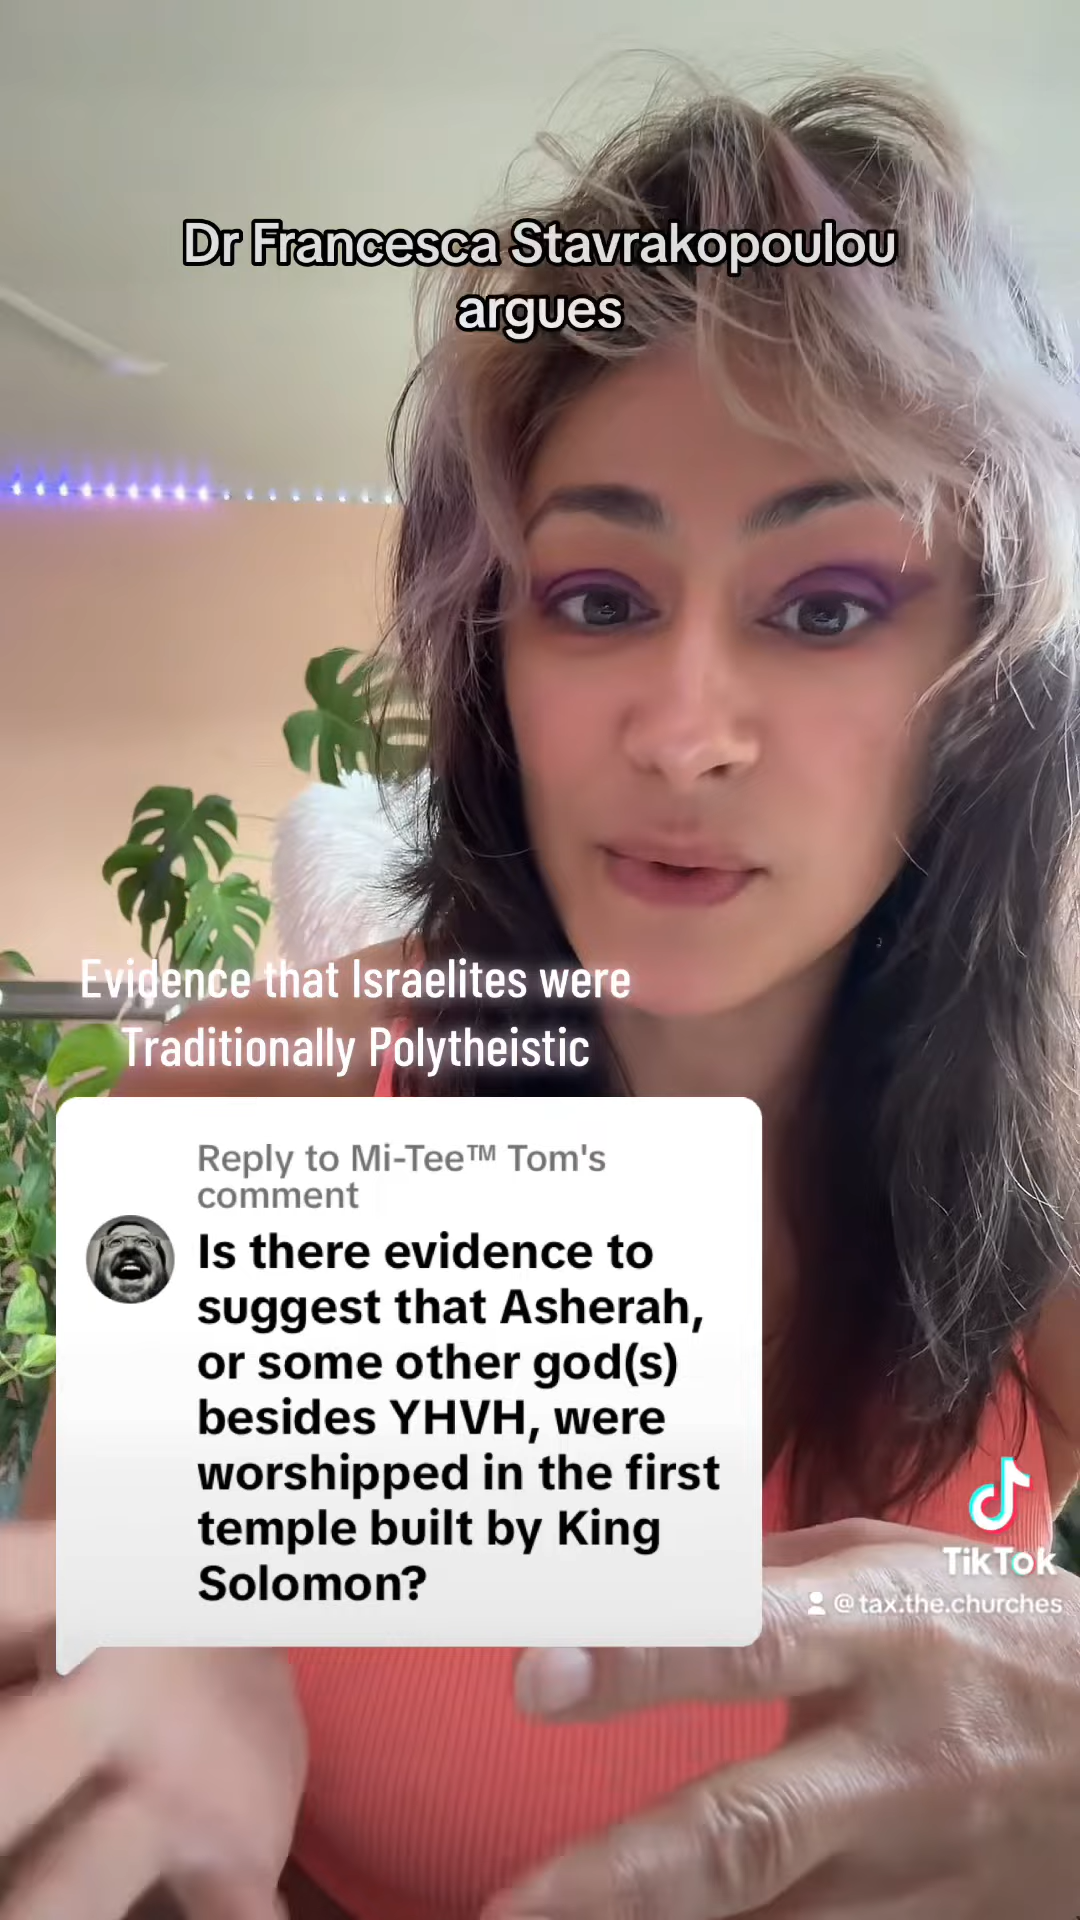 Dr Francesca Stavrakopoulou
argues
Evidence that Israelites were
Traditionally Polytheistic
Reply to Mi-Tee™ Tom's
comment
Is there evidence to
suggest that Asherah,
or some other god(s)
besides YHVH, were
worshipped in the first
temple built by King
Solomon?
TikTok
@tax.the.churches